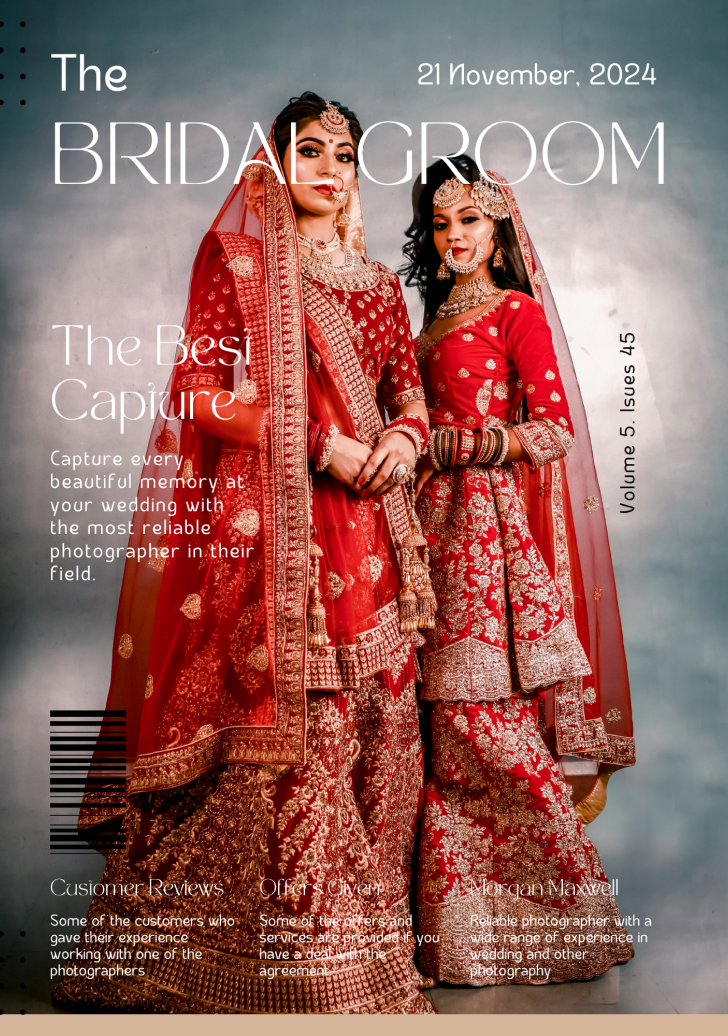 The
21 November, 2024
BRIDAL GROOM
The Best
Capture
Capture every
beautiful memory at
your wedding with
the most reliable
photographer in their
field.
Volume 5. Isues 45
Customer Reviews
Some of the customers who
gave their experience
working with one of the
photographers
Offers Given
Some of the offers and
services are provided if you
have a deal with the
agreement
Morgan Maxwell
Reliable photographer with a
wide range of experience in
wedding and other
photography